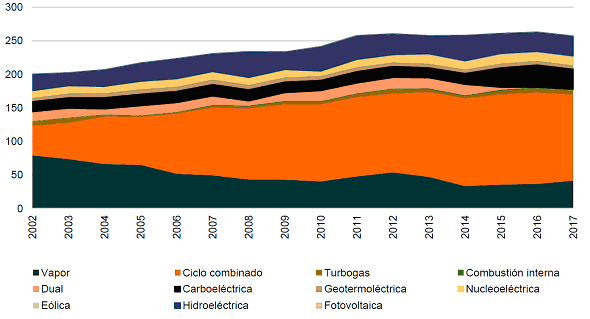 300
250
200
150
100
50
0
2002 2003 2004 2005 2006 2007 2008 2009 2010 2011 2012 2013 2014 2015 2016 2017
Vapor Ciclo combinado Turbogas Combustión interna
Dual Carboeléctrica Geotermoléctrica Nucleoeléctrica
Eólica Hidroeléctrica Fotovoltaica